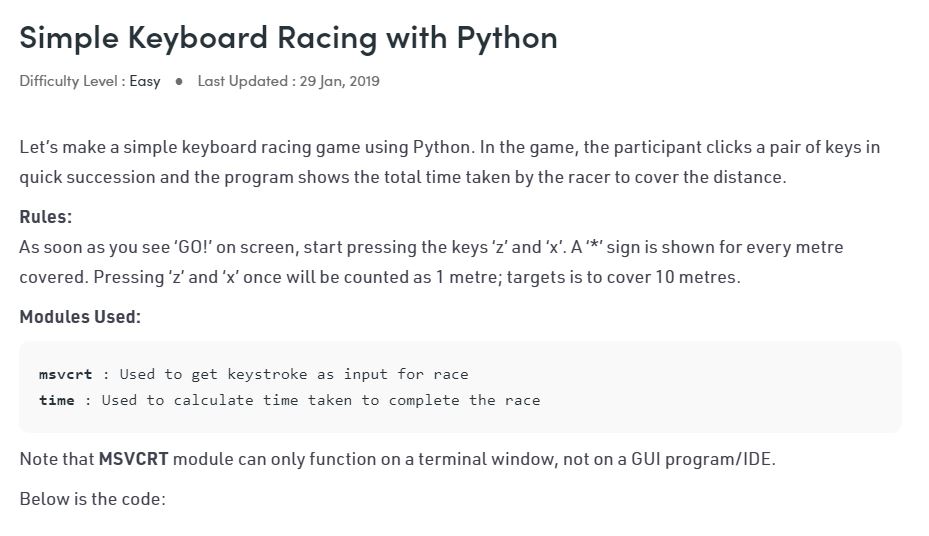 Simple Keyboard Racing with Python
Difficulty Level : Easy ● Last Updated : 29 Jan, 2019
Let’s make a simple keyboard racing game using Python. In the game, the participant clicks a pair of keys in
quick succession and the program shows the total time taken by the racer to cover the distance.
Rules:
As soon as you see ‘GO!’ on screen, start pressing the keys ‘z’ and ‘x’. A ‘*’ sign is shown for every metre
covered. Pressing ‘z’ and ‘x’ once will be counted as 1 metre; targets is to cover 10 metres.
Modules Used:
msvcrt : Used to get keystroke as input for race
time : Used to calculate time taken to complete the race
Note that MSVCRT module can only function on a terminal window, not on a GUI program/IDE.
Below is the code: